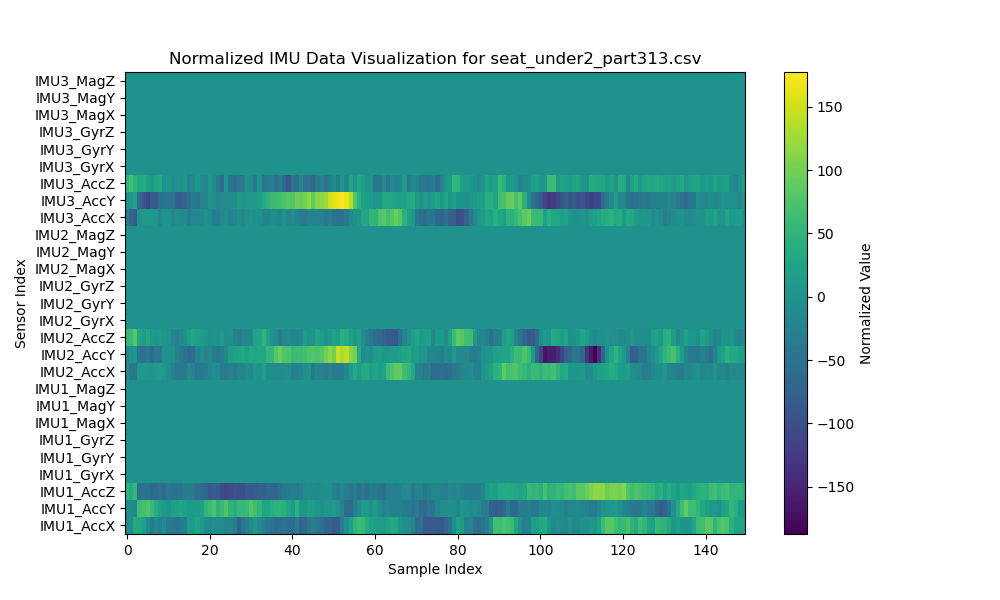 Normalized IMU Data Visualization for seat_under2_part313.csv
IMU3_MagZ
IMU3_MagY
IMU3_MagX
IMU3_GyrZ
IMU3_GyrY
IMU3_GyrX
IMU3_AccZ
IMU3_AccY
IMU3_AccX
IMU2_MagZ
IMU2_MagY
IMU2_MagX
IMU2_GyrZ
IMU2_GyrY
IMU2_GyrX
IMU2_AccZ
IMU2_AccY
IMU2_AccX
IMU1_MagZ
IMU1_MagY
IMU1_MagX
IMU1_GyrZ
IMU1_GyrY
IMU1_GyrX
IMU1_AccZ
IMU1_AccY
IMU1_AccX
Sensor Index
0 20 40 60 80 100 120 140
Sample Index
150
100
50
0
−50
−100
−150
Normalized Value